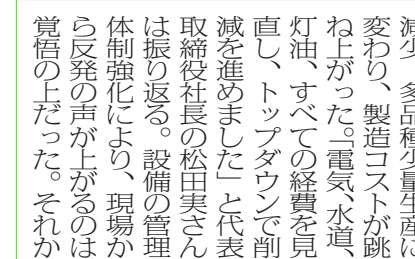 減少、多品種少量生産に
変わり、製造コストが跳
ね上がった。「電気、水道、
灯油、すべての経費を見
直し、トップダウンで削
減を進めました」と代表
取締役社長の松田実さん
は振り返る。設備の管理
体制強化により、現場か
ら反発の声が上がるのは
覚悟の上だった。それか